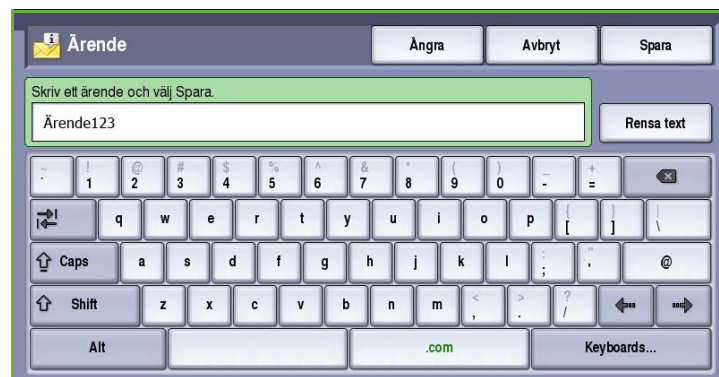 Ärende
Ångra
Avbryt
Spara
Skriv ett ärende och välj Spara.
Ärende123
Rensa text
~ ! @ # $ % ^ & * ( ) _ +
1 2 3 4 5 6 7 8 9 0 - =
q w e r t y u i o p { [ } ] | \
Caps a s d f g h j k l : ; " ' @
Shift z x c v b n m < , > . ? /
Alt .com Keyboards...